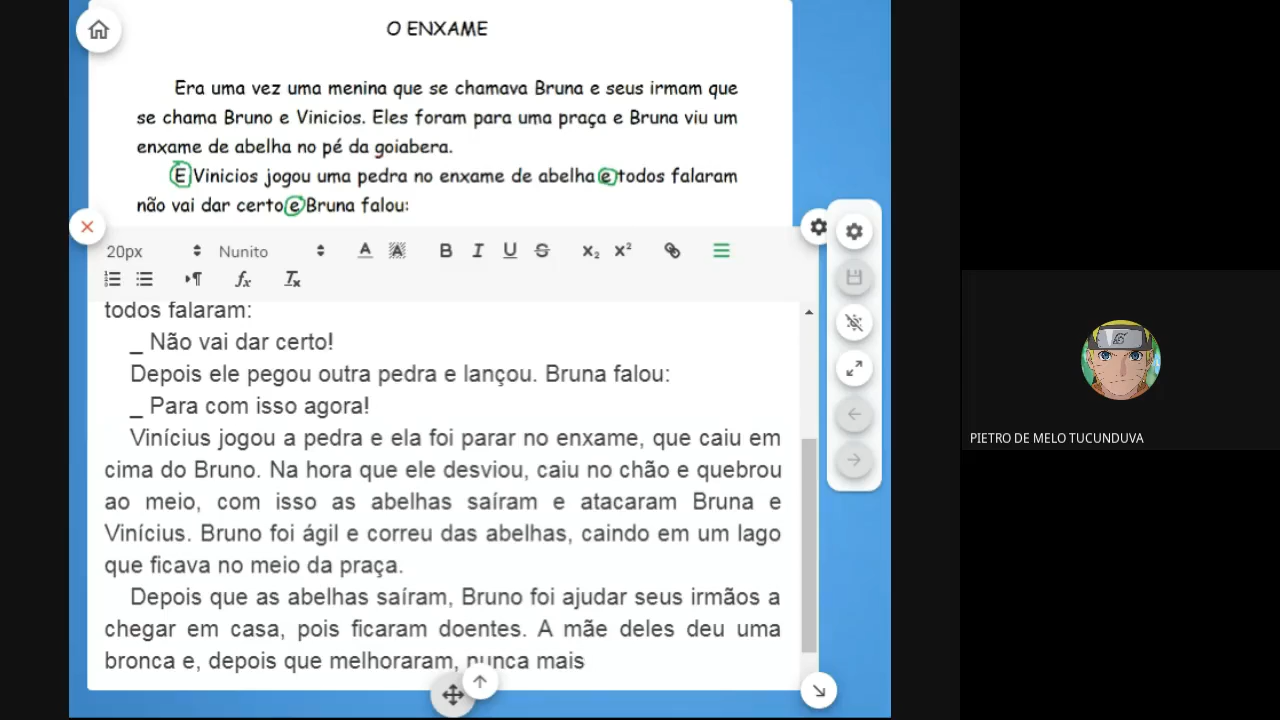 O ENXAME
Era uma vez uma menina que se chamava Bruna e seus irmam que
se chama Bruno e Vinicios. Eles foram para uma praça e Bruna viu um
enxame de abelha no pé da goiabera.
E Vinicios jogou uma pedra no enxame de abelha e todos falaram
não vai dar certo e Bruna falou:
20px Nunito A A B I U S X₂ X² ☰
¶ fx Tx
todos falaram:
_ Não vai dar certo!
Depois ele pegou outra pedra e lançou. Bruna falou:
_ Para com isso agora!
Vinícius jogou a pedra e ela foi parar no enxame, que caiu em
cima do Bruno. Na hora que ele desviou, caiu no chão e quebrou
ao meio, com isso as abelhas saíram e atacaram Bruna e
Vinícius. Bruno foi ágil e correu das abelhas, caindo em um lago
que ficava no meio da praça.
Depois que as abelhas saíram, Bruno foi ajudar seus irmãos a
chegar em casa, pois ficaram doentes. A mãe deles deu uma
bronca e, depois que melhoraram, nunca mais
PIETRO DE MELO TUCUNDUVA